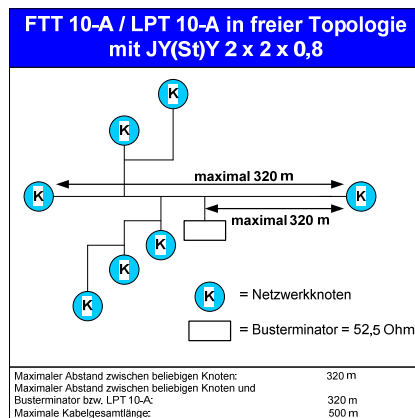 FTT 10-A / LPT 10-A in freier Topologie
mit JY(St)Y 2 x 2 x 0,8
K
K
maximal 320 m
K
K
maximal 320 m
K
K
K
K = Netzwerkknoten
= Busterminator = 52,5 Ohm
Maximaler Abstand zwischen beliebigen Knoten: 320 m
Maximale Abstand zwischen beliebigen Knoten und
Busterminator bzw. LPT 10-A: 320 m
Maximale Kabelgesamtlänge: 500 m